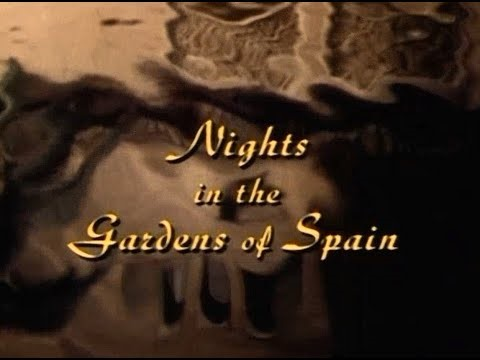 Nights
in the
Gardens of Spain